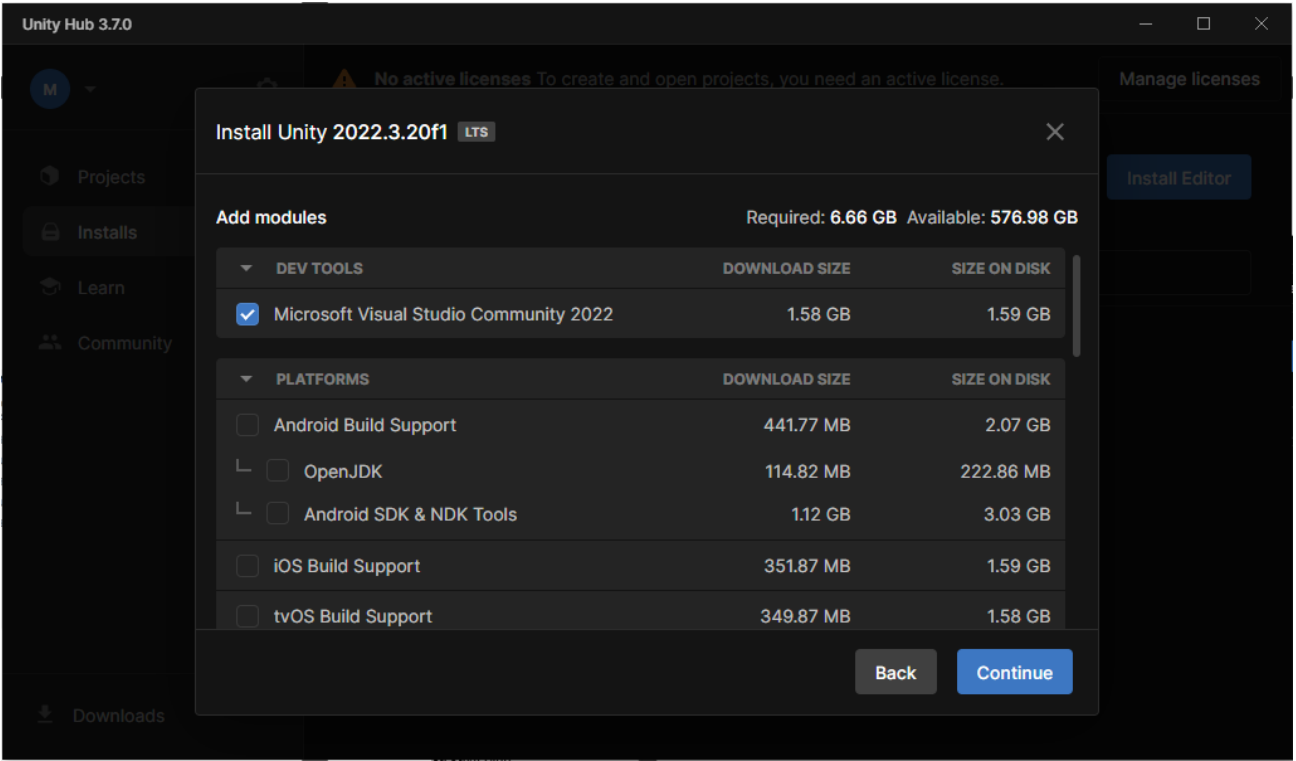 Unity Hub 3.7.0
M
No active licenses To create and open projects, you need an active license.
Manage licenses
Install Unity 2022.3.20f1 LTS
Projects
Installs
Learn
Community
Downloads
Install Editor
Add modules
Required: 6.66 GB Available: 576.98 GB
DEV TOOLS DOWNLOAD SIZE SIZE ON DISK
Microsoft Visual Studio Community 2022 1.58 GB 1.59 GB
PLATFORMS DOWNLOAD SIZE SIZE ON DISK
Android Build Support 441.77 MB 2.07 GB
OpenJDK 114.82 MB 222.86 MB
Android SDK & NDK Tools 1.12 GB 3.03 GB
iOS Build Support 351.87 MB 1.59 GB
tvOS Build Support 349.87 MB 1.58 GB
Back Continue